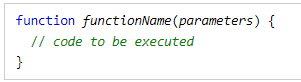 function functionName(parameters) {
  // code to be executed
}